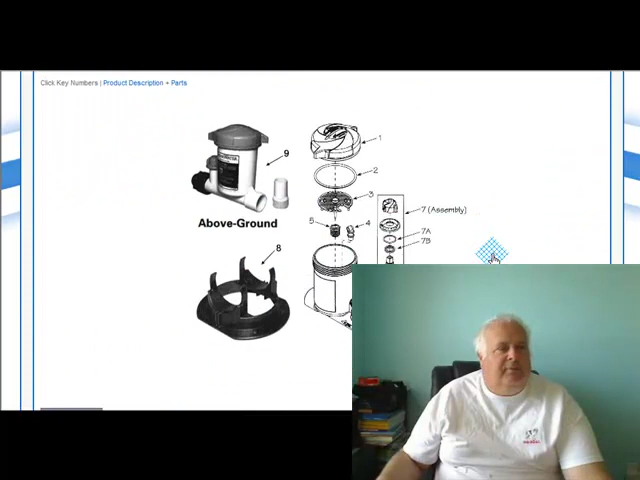 Click Key Numbers | Product Description + Parts
1
9
2
3
7 (Assembly)
5
4
Above-Ground
7A
7B
8